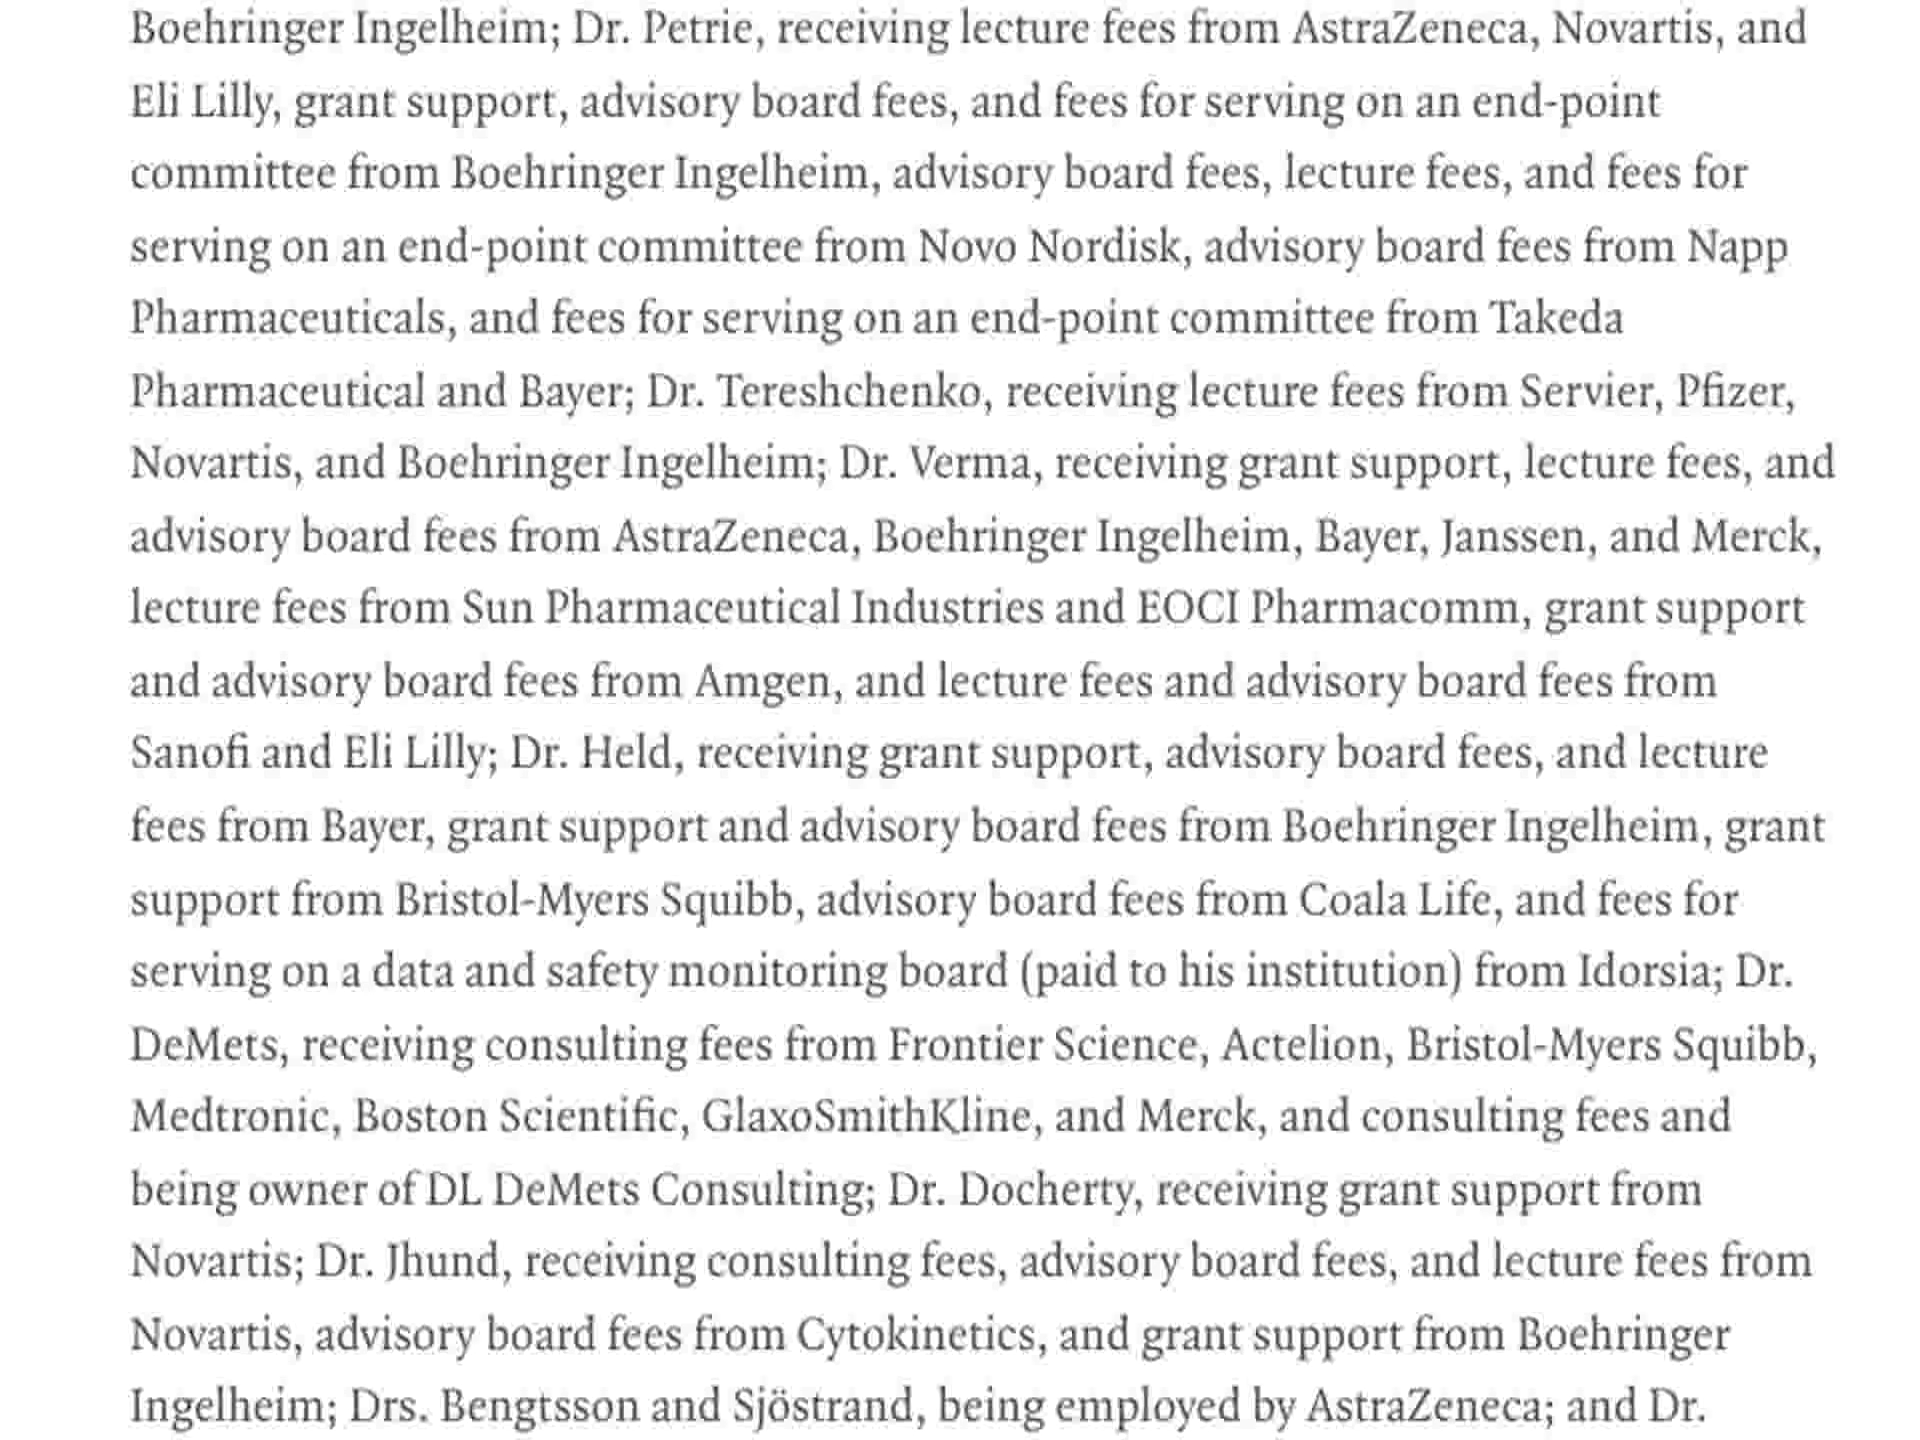 Boehringer Ingelheim; Dr. Petrie, receiving lecture fees from AstraZeneca, Novartis, and
Eli Lilly, grant support, advisory board fees, and fees for serving on an end-point
committee from Boehringer Ingelheim, advisory board fees, lecture fees, and fees for
serving on an end-point committee from Novo Nordisk, advisory board fees from Napp
Pharmaceuticals, and fees for serving on an end-point committee from Takeda
Pharmaceutical and Bayer; Dr. Tereshchenko, receiving lecture fees from Servier, Pfizer,
Novartis, and Boehringer Ingelheim; Dr. Verma, receiving grant support, lecture fees, and
advisory board fees from AstraZeneca, Boehringer Ingelheim, Bayer, Janssen, and Merck,
lecture fees from Sun Pharmaceutical Industries and EOCI Pharmacomm, grant support
and advisory board fees from Amgen, and lecture fees and advisory board fees from
Sanofi and Eli Lilly; Dr. Held, receiving grant support, advisory board fees, and lecture
fees from Bayer, grant support and advisory board fees from Boehringer Ingelheim, grant
support from Bristol-Myers Squibb, advisory board fees from Coala Life, and fees for
serving on a data and safety monitoring board (paid to his institution) from Idorsia; Dr.
DeMets, receiving consulting fees from Frontier Science, Actelion, Bristol-Myers Squibb,
Medtronic, Boston Scientific, GlaxoSmithKline, and Merck, and consulting fees and
being owner of DL DeMets Consulting; Dr. Docherty, receiving grant support from
Novartis; Dr. Jhund, receiving consulting fees, advisory board fees, and lecture fees from
Novartis, advisory board fees from Cytokinetics, and grant support from Boehringer
Ingelheim; Drs. Bengtsson and Sjöstrand, being employed by AstraZeneca; and Dr.